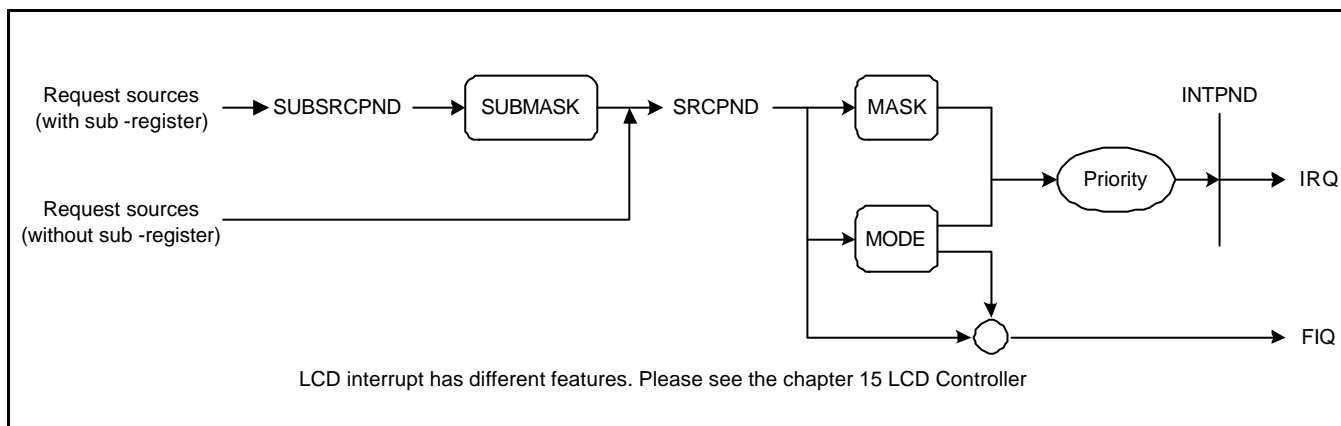 Request sources
(with sub -register)
SUBSRCPND
SUBMASK
SRCPND
MASK
INTPND
Priority
IRQ
Request sources
(without sub -register)
MODE
FIQ
LCD interrupt has different features. Please see the chapter 15 LCD Controller